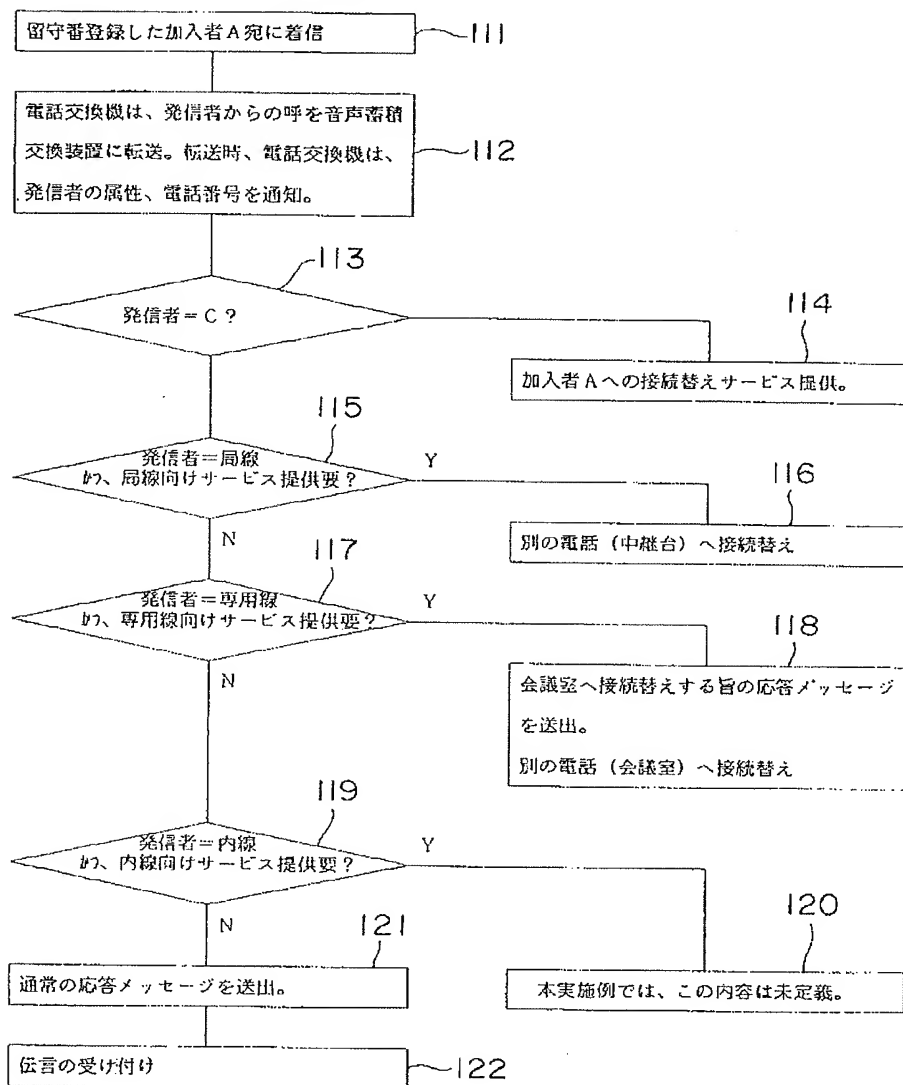 留守番登録した加入者A宛に着信
111
電話交換機は、発信者からの呼を音声蓄積
交換装置に転送。転送時、電話交換機は、
発信者の属性、電話番号を通知。
112
113
発信者=C?
114
加入者Aへの接続替えサービス提供。
115
発信者=局線
かつ、局線向けサービス提供要?
Y
116
別の電話(中継台)へ接続替え
N
117
発信者=専用線
かつ、専用線向けサービス提供要?
Y
118
会議室へ接続替えする旨の応答メッセージ
を送出。
別の電話(会議室)へ接続替え
N
119
発信者=内線
かつ、内線向けサービス提供要?
Y
120
本実施例では、この内容は未定義。
N
121
通常の応答メッセージを送出。
伝言の受け付け
122